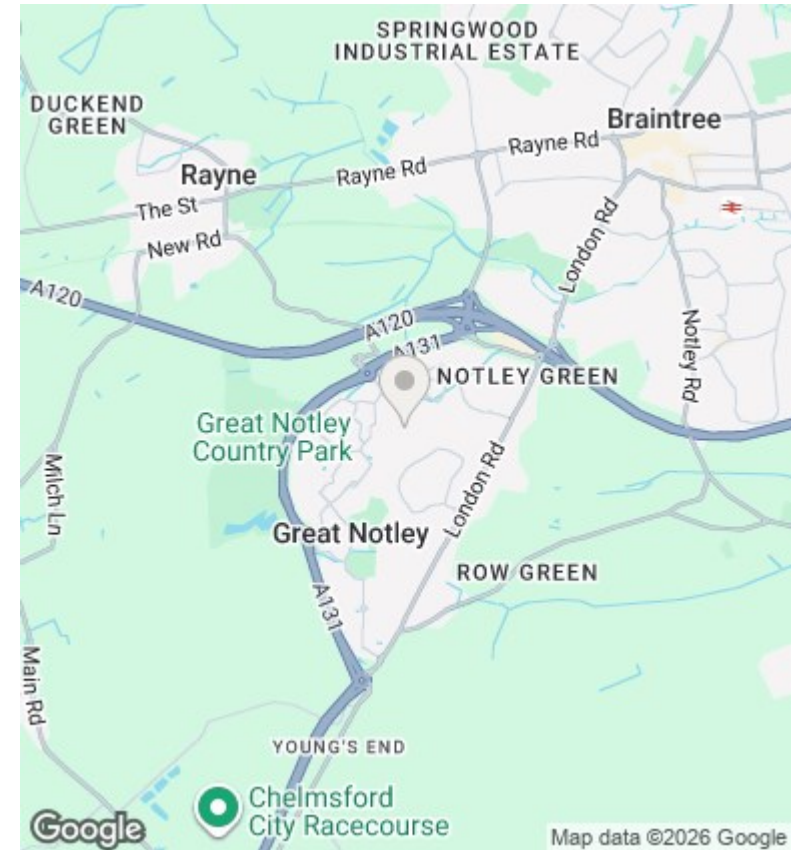 SPRINGWOOD
INDUSTRIAL ESTATE
DUCKEND
GREEN
Braintree
Rayne
Rayne Rd
Rayne Rd
The St
New Rd
London Rd
A120
A120
A131
Notley Rd
NOTLEY GREEN
Great Notley
Country Park
Milch Ln
London Rd
Great Notley
ROW GREEN
A131
Main Rd
YOUNG'S END
Chelmsford
City Racecourse
Google
Map data ©2026 Google